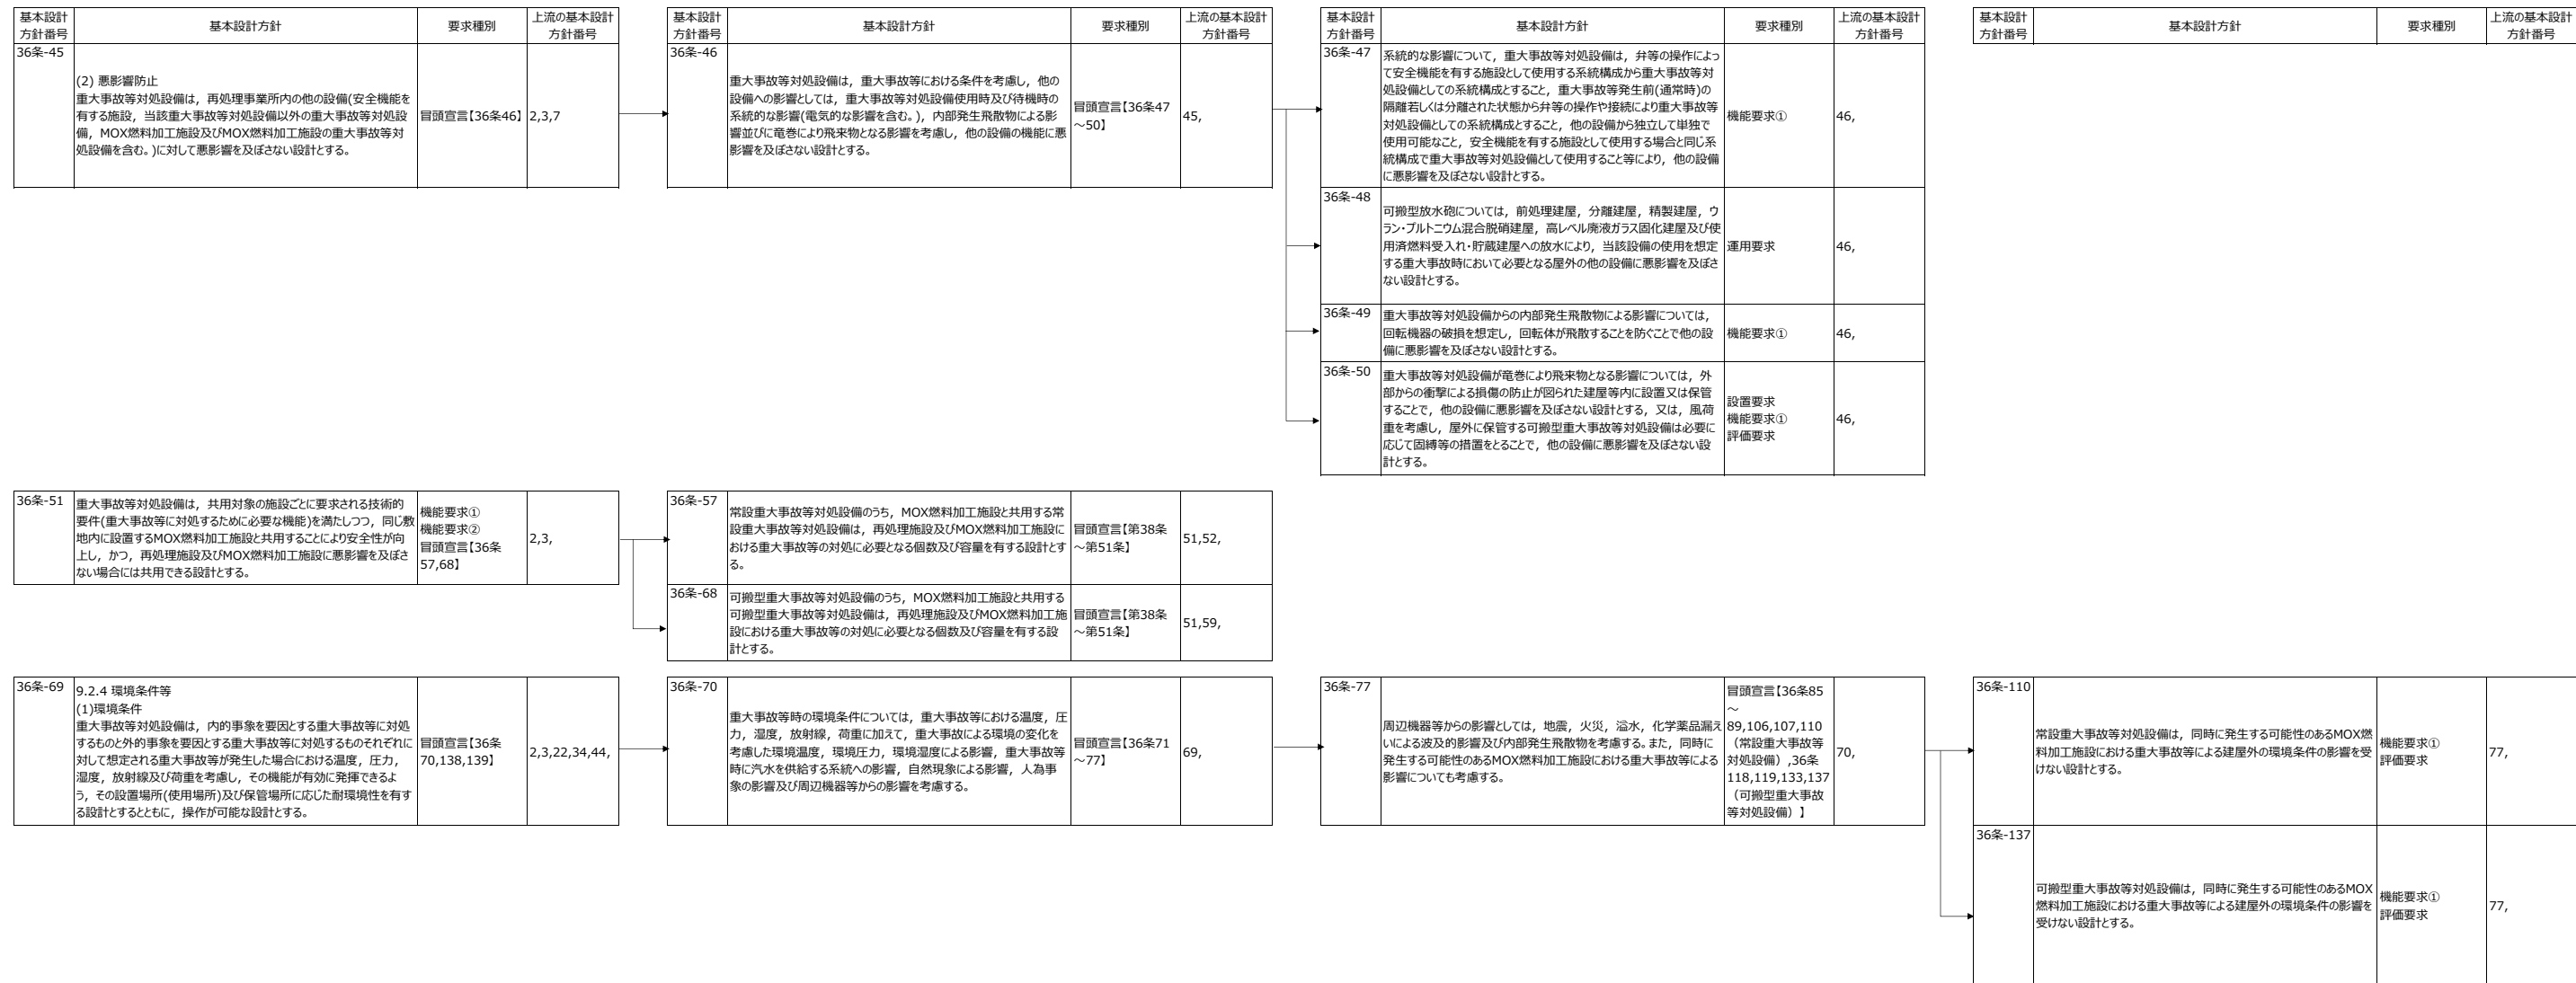 基本設計
方針番号
基本設計方針
要求種別
上流の基本設計
方針番号
基本設計
方針番号
基本設計方針
要求種別
上流の基本設計
方針番号
基本設計
方針番号
基本設計方針
要求種別
上流の基本設計
方針番号
基本設計
方針番号
基本設計方針
要求種別
上流の基本設計
方針番号
36条-45
(2) 悪影響防止
重大事故等対処設備は，再処理事業所内の他の設備(安全機能を
有する施設，当該重大事故等対処設備以外の重大事故等対処設
備，MOX燃料加工施設及びMOX燃料加工施設の重大事故等対
処設備を含む。)に対して悪影響を及ぼさない設計とする。
冒頭宣言【36条46】
2,3,7
36条-46
重大事故等対処設備は，重大事故等における条件を考慮し，他の
設備への影響としては，重大事故等対処設備使用時及び待機時の
系統的な影響(電気的な影響を含む。)，内部発生飛散物による影
響並びに竜巻により飛来物となる影響を考慮し，他の設備の機能に悪
影響を及ぼさない設計とする。
冒頭宣言【36条47
～50】
45,
36条-47
系統的な影響について，重大事故等対処設備は，弁等の操作によっ
て安全機能を有する施設として使用する系統構成から重大事故等対
処設備としての系統構成とすること，重大事故等発生前(通常時)の
隔離若しくは分離された状態から弁等の操作や接続により重大事故等
対処設備としての系統構成とすること，他の設備から独立して単独で
使用可能なこと，安全機能を有する施設として使用する場合と同じ系
統構成で重大事故等対処設備として使用すること等により，他の設備
に悪影響を及ぼさない設計とする。
機能要求①
46,
36条-48
可搬型放水砲については，前処理建屋，分離建屋，精製建屋，ウ
ラン・プルトニウム混合脱硝建屋，高レベル廃液ガラス固化建屋及び使
用済燃料受入れ・貯蔵建屋への放水により，当該設備の使用を想定
する重大事故時において必要となる屋外の他の設備に悪影響を及ぼさ
ない設計とする。
運用要求
46,
36条-49
重大事故等対処設備からの内部発生飛散物による影響については，
回転機器の破損を想定し，回転体が飛散することを防ぐことで他の設
備に悪影響を及ぼさない設計とする。
機能要求①
46,
36条-50
重大事故等対処設備が竜巻により飛来物となる影響については，外
部からの衝撃による損傷の防止が図られた建屋等内に設置又は保管
することで，他の設備に悪影響を及ぼさない設計とする，又は，風荷
重を考慮し，屋外に保管する可搬型重大事故等対処設備は必要に
応じて固縛等の措置をとることで，他の設備に悪影響を及ぼさない設
計とする。
設置要求
機能要求①
評価要求
46,
36条-51
重大事故等対処設備は，共用対象の施設ごとに要求される技術的
要件(重大事故等に対処するために必要な機能)を満たしつつ，同じ敷
地内に設置するMOX燃料加工施設と共用することにより安全性が向
上し，かつ，再処理施設及びMOX燃料加工施設に悪影響を及ぼさ
ない場合には共用できる設計とする。
機能要求①
機能要求②
冒頭宣言【36条
57,68】
2,3,
36条-57
常設重大事故等対処設備のうち，MOX燃料加工施設と共用する常
設重大事故等対処設備は，再処理施設及びMOX燃料加工施設に
おける重大事故等の対処に必要となる個数及び容量を有する設計とす
る。
冒頭宣言【第38条
～第51条】
51,52,
36条-68
可搬型重大事故等対処設備のうち，MOX燃料加工施設と共用する
可搬型重大事故等対処設備は，再処理施設及びMOX燃料加工施
設における重大事故等の対処に必要となる個数及び容量を有する設
計とする。
冒頭宣言【第38条
～第51条】
51,59,
36条-69
9.2.4 環境条件等
(1)環境条件
重大事故等対処設備は，内的事象を要因とする重大事故等に対処
するものと外的事象を要因とする重大事故等に対処するものそれぞれに
対して想定される重大事故等が発生した場合における温度，圧力，
湿度，放射線及び荷重を考慮し，その機能が有効に発揮できるよ
う，その設置場所(使用場所)及び保管場所に応じた耐環境性を有す
る設計とするとともに，操作が可能な設計とする。
冒頭宣言【36条
70,138,139】
2,3,22,34,44,
36条-70
重大事故等時の環境条件については，重大事故等における温度，圧
力，湿度，放射線，荷重に加えて，重大事故による環境の変化を
考慮した環境温度，環境圧力，環境湿度による影響，重大事故等
時に汽水を供給する系統への影響，自然現象による影響，人為事
象の影響及び周辺機器等からの影響を考慮する。
冒頭宣言【36条71
～77】
69,
36条-77
周辺機器等からの影響としては，地震，火災，溢水，化学薬品漏え
いによる波及的影響及び内部発生飛散物を考慮する。また，同時に
発生する可能性のあるMOX燃料加工施設における重大事故等による
影響についても考慮する。
冒頭宣言【36条85
～
89,106,107,110
（常設重大事故等
対処設備）,36条
118,119,133,137
（可搬型重大事故
等対処設備）】
70,
36条-110
常設重大事故等対処設備は，同時に発生する可能性のあるMOX燃
料加工施設における重大事故等による建屋外の環境条件の影響を受
けない設計とする。
機能要求①
評価要求
77,
36条-137
可搬型重大事故等対処設備は，同時に発生する可能性のあるMOX
燃料加工施設における重大事故等による建屋外の環境条件の影響を
受けない設計とする。
機能要求①
評価要求
77,